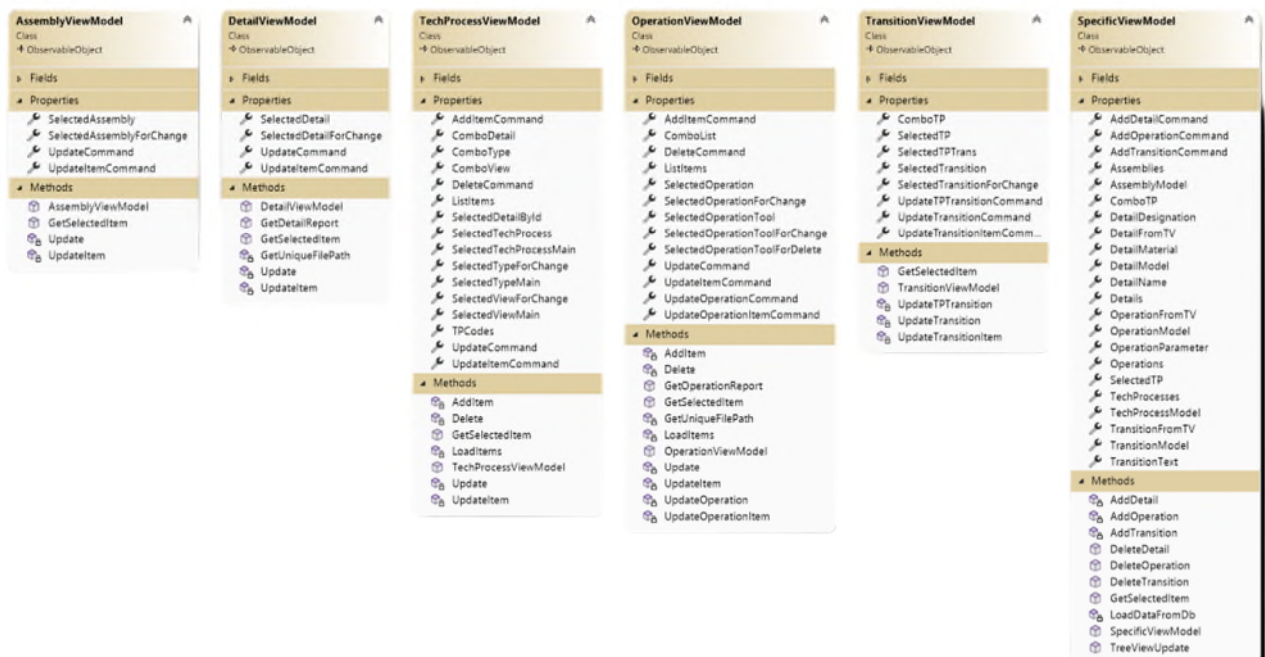 AssemblyViewModel
Class
ObservableObject
Fields
Properties
SelectedAssembly
SelectedAssemblyForChange
UpdateCommand
UpdateItemCommand
Methods
AssemblyViewModel
GetSelectedItem
Update
UpdateItem
DetailViewModel
Class
ObservableObject
Fields
Properties
SelectedDetail
SelectedDetailForChange
UpdateCommand
UpdateItemCommand
Methods
DetailViewModel
GetDetailReport
GetSelectedItem
GetUniqueFilePath
Update
UpdateItem
TechProcessViewModel
Class
ObservableObject
Fields
Properties
AddItemCommand
ComboDetail
ComboType
ComboView
DeleteCommand
ListItems
SelectedDetailById
SelectedTechProcess
SelectedTechProcessMain
SelectedTypeForChange
SelectedTypeMain
SelectedViewForChange
SelectedViewMain
TPCodes
UpdateCommand
UpdateItemCommand
Methods
AddItem
Delete
GetSelectedItem
LoadItems
TechProcessViewModel
Update
UpdateItem
OperationViewModel
Class
ObservableObject
Fields
Properties
AddItemCommand
ComboList
DeleteCommand
ListItems
SelectedOperation
SelectedOperationForChange
SelectedOperationTool
SelectedOperationToolForChange
SelectedOperationToolForDelete
UpdateCommand
UpdateItemCommand
UpdateOperationCommand
UpdateOperationItemCommand
Methods
AddItem
Delete
GetOperationReport
GetSelectedItem
GetUniqueFilePath
LoadItems
OperationViewModel
Update
UpdateItem
UpdateOperation
UpdateOperationItem
TransitionViewModel
Class
ObservableObject
Fields
Properties
ComboTP
SelectedTP
SelectedTPTrans
SelectedTransition
SelectedTransitionForChange
UpdateTPTransitionCommand
UpdateTransitionCommand
UpdateTransitionItemComm...
Methods
GetSelectedItem
TransitionViewModel
UpdateTPTransition
UpdateTransition
UpdateTransitionItem
SpecificViewModel
Class
ObservableObject
Fields
Properties
AddDetailCommand
AddOperationCommand
AddTransitionCommand
Assemblies
AssemblyModel
ComboTP
DetailDesignation
DetailFromTV
DetailMaterial
DetailModel
DetailName
Details
OperationFromTV
OperationModel
OperationParameter
Operations
SelectedTP
TechProcesses
TechProcessModel
TransitionFromTV
TransitionModel
TransitionText
Methods
AddDetail
AddOperation
AddTransition
DeleteDetail
DeleteOperation
DeleteTransition
GetSelectedItem
LoadDataFromDb
SpecificViewModel
TreeViewUpdate